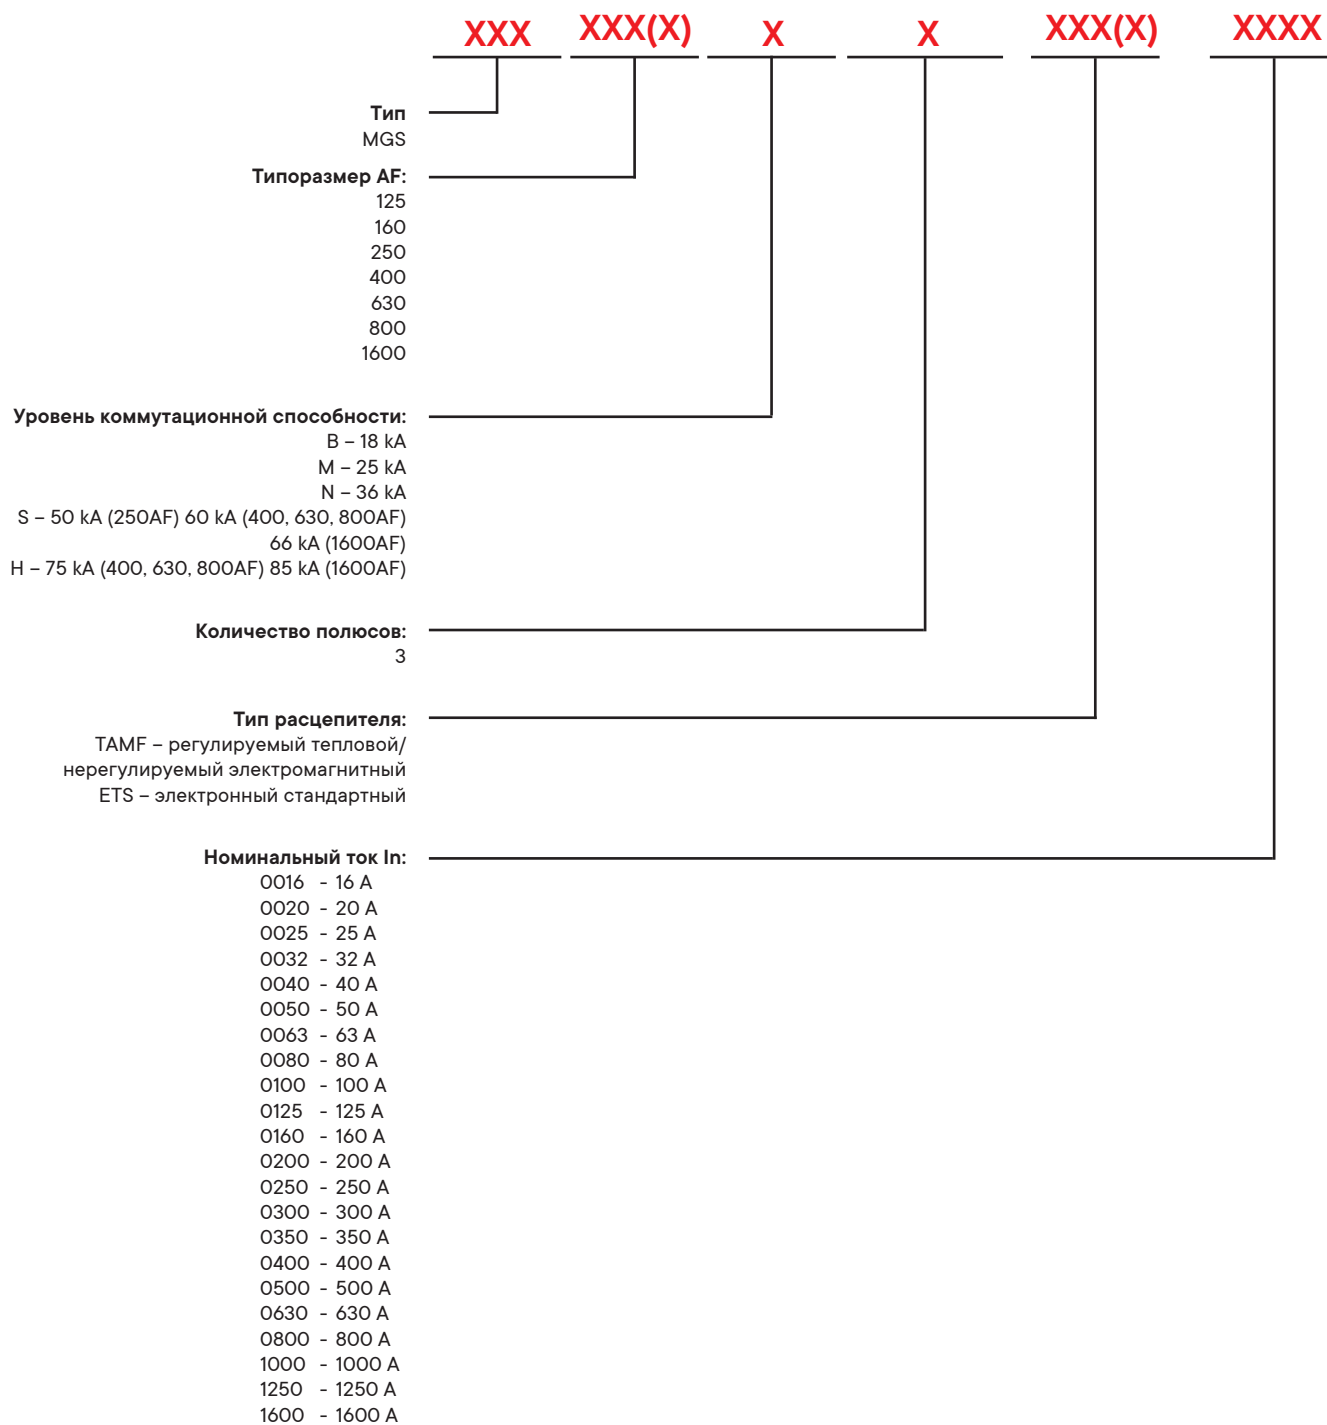 XXX XXX(X) X X XXX(X) XXXX
Тип
MGS
Типоразмер AF:
125
160
250
400
630
800
1600
Уровень коммутационной способности:
B – 18 kA
M – 25 kA
N – 36 kA
S – 50 kA (250AF) 60 kA (400, 630, 800AF)
66 kA (1600AF)
H – 75 kA (400, 630, 800AF) 85 kA (1600AF)
Количество полюсов:
3
Тип расцепителя:
TAMF – регулируемый тепловой/
нерегулируемый электромагнитный
ETS – электронный стандартный
Номинальный ток In:
0016 - 16 A
0020 - 20 A
0025 - 25 A
0032 - 32 A
0040 - 40 A
0050 - 50 A
0063 - 63 A
0080 - 80 A
0100 - 100 A
0125 - 125 A
0160 - 160 A
0200 - 200 A
0250 - 250 A
0300 - 300 A
0350 - 350 A
0400 - 400 A
0500 - 500 A
0630 - 630 A
0800 - 800 A
1000 - 1000 A
1250 - 1250 A
1600 - 1600 A